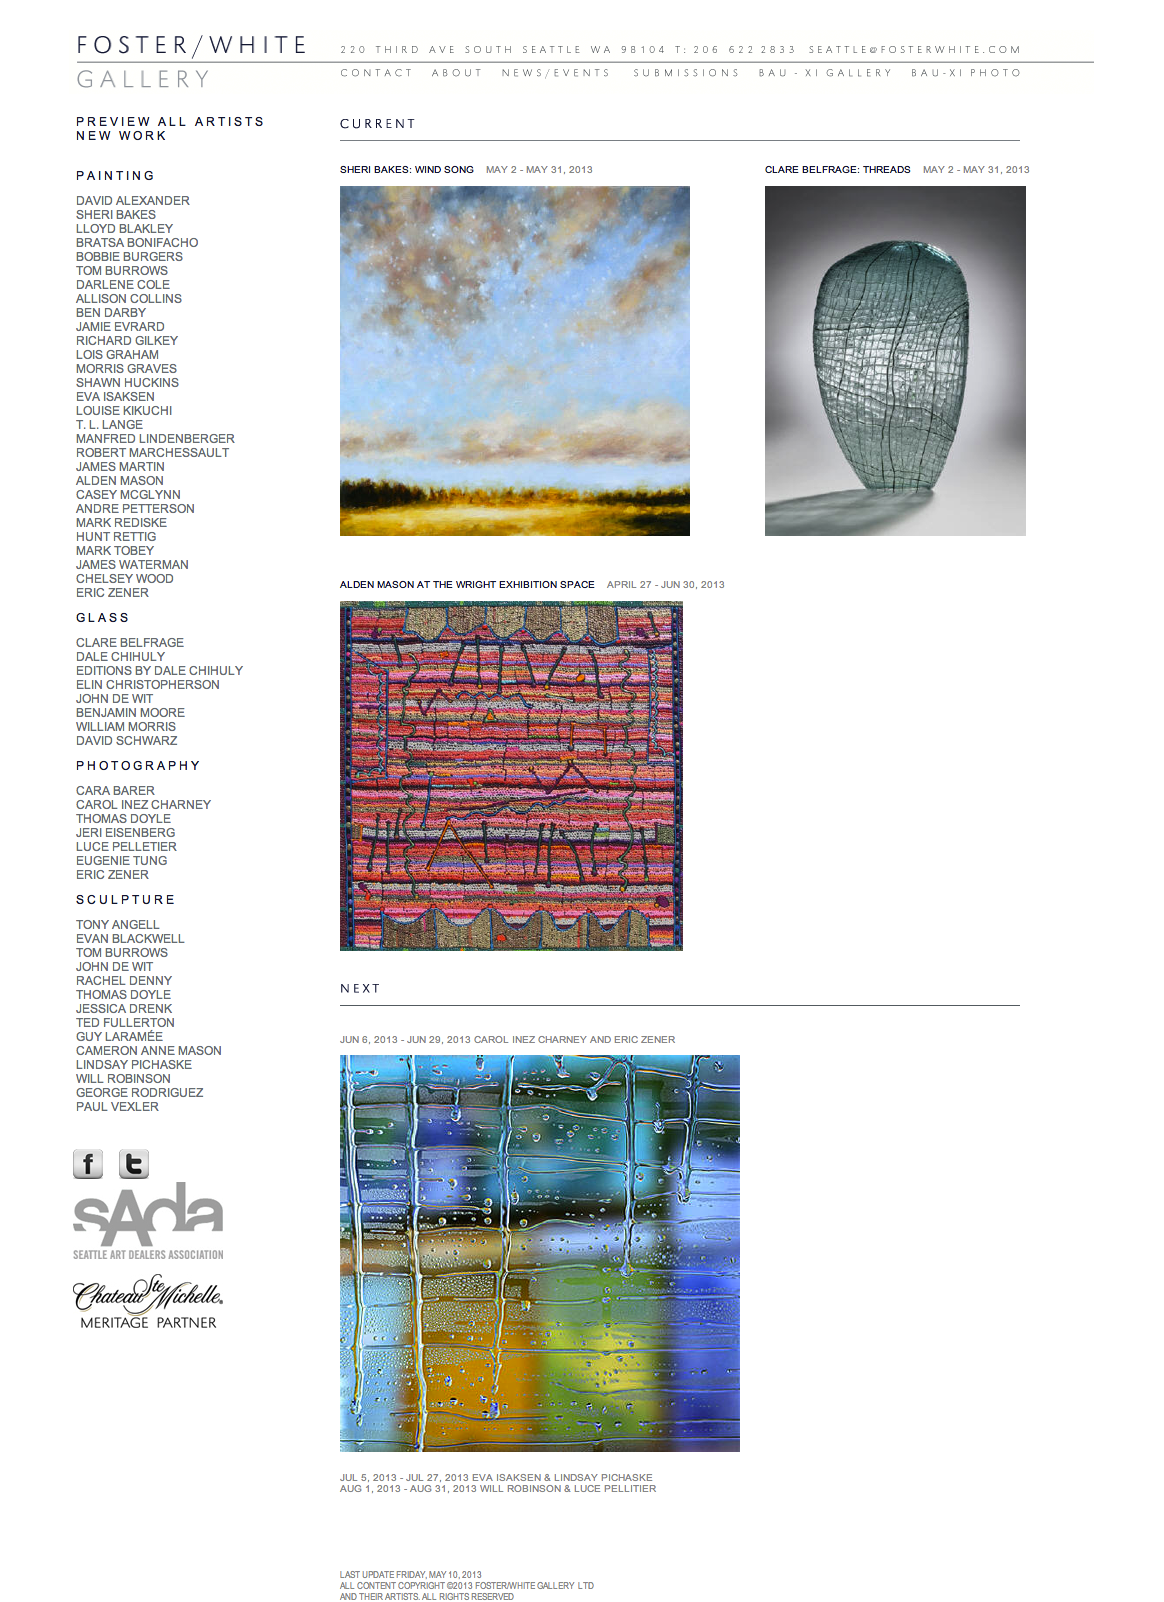 FOSTER/WHITE
GALLERY
220 THIRD AVE SOUTH SEATTLE WA 98104 T: 206 622 2833 SEATTLE@FOSTERWHITE.COM
CONTACT ABOUT NEWS/EVENTS SUBMISSIONS BAU - XI GALLERY BAU-XI PHOTO
PREVIEW ALL ARTISTS
NEW WORK
PAINTING
DAVID ALEXANDER
SHERI BAKES
LLOYD BLAKLEY
BRATSA BONIFACHO
BOBBIE BURGERS
TOM BURROWS
DARLENE COLE
ALLISON COLLINS
BEN DARBY
JAMIE EVRARD
RICHARD GILKEY
LOIS GRAHAM
MORRIS GRAVES
SHAWN HUCKINS
EVA ISAKSEN
LOUISE KIKUCHI
T. L. LANGE
MANFRED LINDENBERGER
ROBERT MARCHESSAULT
JAMES MARTIN
ALDEN MASON
CASEY MCGLYNN
ANDRE PETTERSON
MARK REDISKE
HUNT RETTIG
MARK TOBEY
JAMES WATERMAN
CHELSEY WOOD
ERIC ZENER
GLASS
CLARE BELFRAGE
DALE CHIHULY
EDITIONS BY DALE CHIHULY
ELIN CHRISTOPHERSON
JOHN DE WIT
BENJAMIN MOORE
WILLIAM MORRIS
DAVID SCHWARZ
PHOTOGRAPHY
CARA BARER
CAROL INEZ CHARNEY
THOMAS DOYLE
JERI EISENBERG
LUCE PELLETIER
EUGENIE TUNG
ERIC ZENER
SCULPTURE
TONY ANGELL
EVAN BLACKWELL
TOM BURROWS
JOHN DE WIT
RACHEL DENNY
THOMAS DOYLE
JESSICA DRENK
TED FULLERTON
GUY LARAMÉE
CAMERON ANNE MASON
LINDSAY PICHASKE
WILL ROBINSON
GEORGE RODRIGUEZ
PAUL VEXLER
f t
sAda
SEATTLE ART DEALERS ASSOCIATION
Chateau Ste Michelle®
MERITAGE PARTNER
CURRENT
SHERI BAKES: WIND SONG MAY 2 - MAY 31, 2013
CLARE BELFRAGE: THREADS MAY 2 - MAY 31, 2013
ALDEN MASON AT THE WRIGHT EXHIBITION SPACE APRIL 27 - JUN 30, 2013
NEXT
JUN 6, 2013 - JUN 29, 2013 CAROL INEZ CHARNEY AND ERIC ZENER
JUL 5, 2013 - JUL 27, 2013 EVA ISAKSEN & LINDSAY PICHASKE
AUG 1, 2013 - AUG 31, 2013 WILL ROBINSON & LUCE PELLITIER
LAST UPDATE FRIDAY, MAY 10, 2013
ALL CONTENT COPYRIGHT ©2013 FOSTER/WHITE GALLERY LTD
AND THEIR ARTISTS. ALL RIGHTS RESERVED